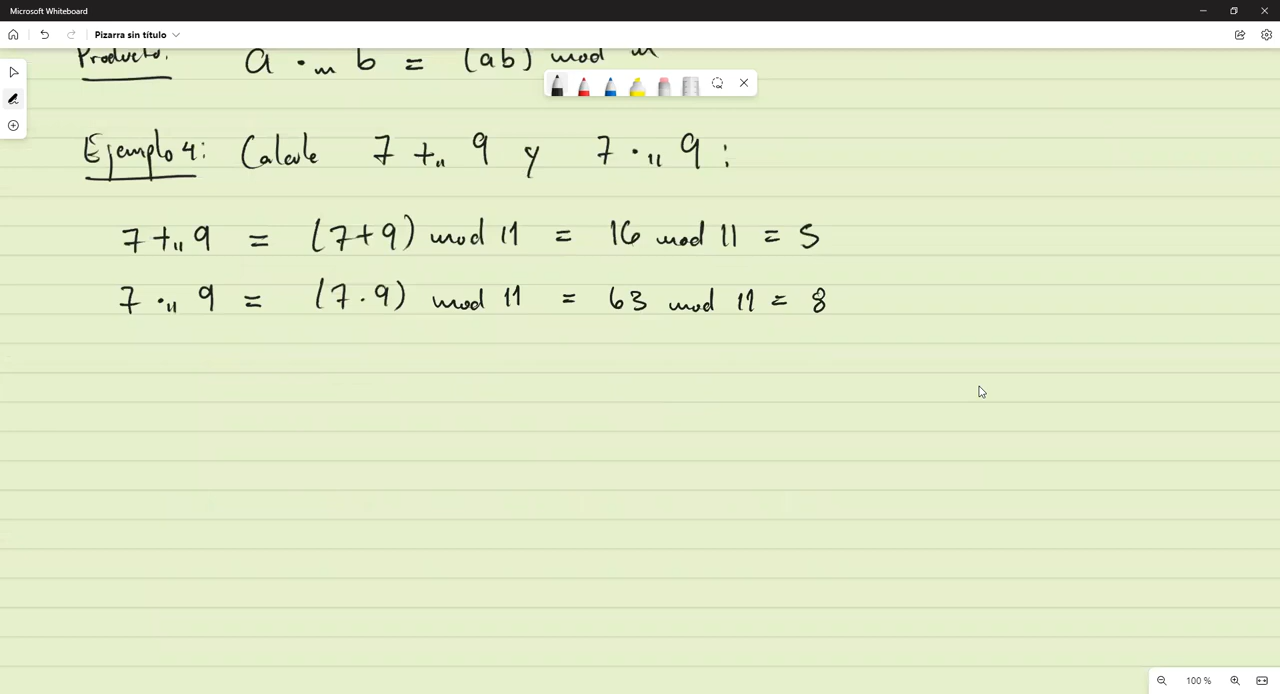 Microsoft Whiteboard
Pizarra sin título
Producto: a ·m b = (ab) mod m
Ejemplo 4: Calcule 7 +₁₁ 9 y 7 ·₁₁ 9 :
7 +₁₁ 9 = (7+9) mod 11 = 16 mod 11 = 5
7 ·₁₁ 9 = (7·9) mod 11 = 63 mod 11 = 8
100 %